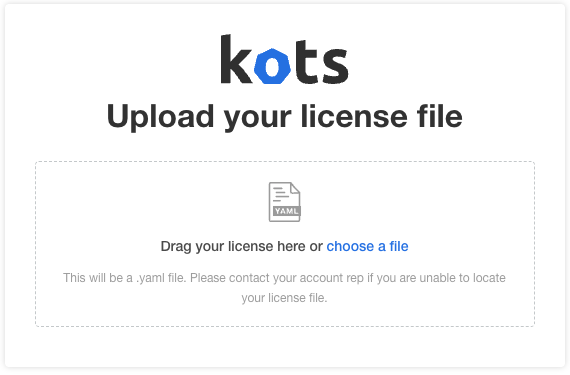 kots
Upload your license file
YAML
Drag your license here or choose a file
This will be a .yaml file. Please contact your account rep if you are unable to locate
your license file.